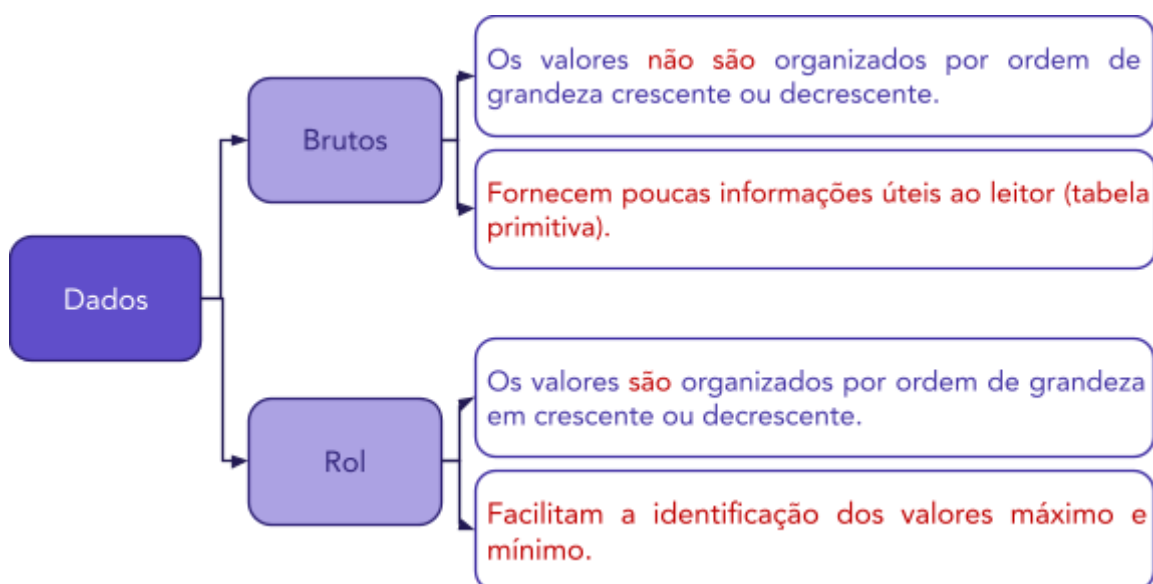 Os valores não são organizados por ordem de
grandeza crescente ou decrescente.
Brutos
Fornecem poucas informações úteis ao leitor (tabela
primitiva).
Dados
Os valores são organizados por ordem de grandeza
em crescente ou decrescente.
Rol
Facilitam a identificação dos valores máximo e
mínimo.